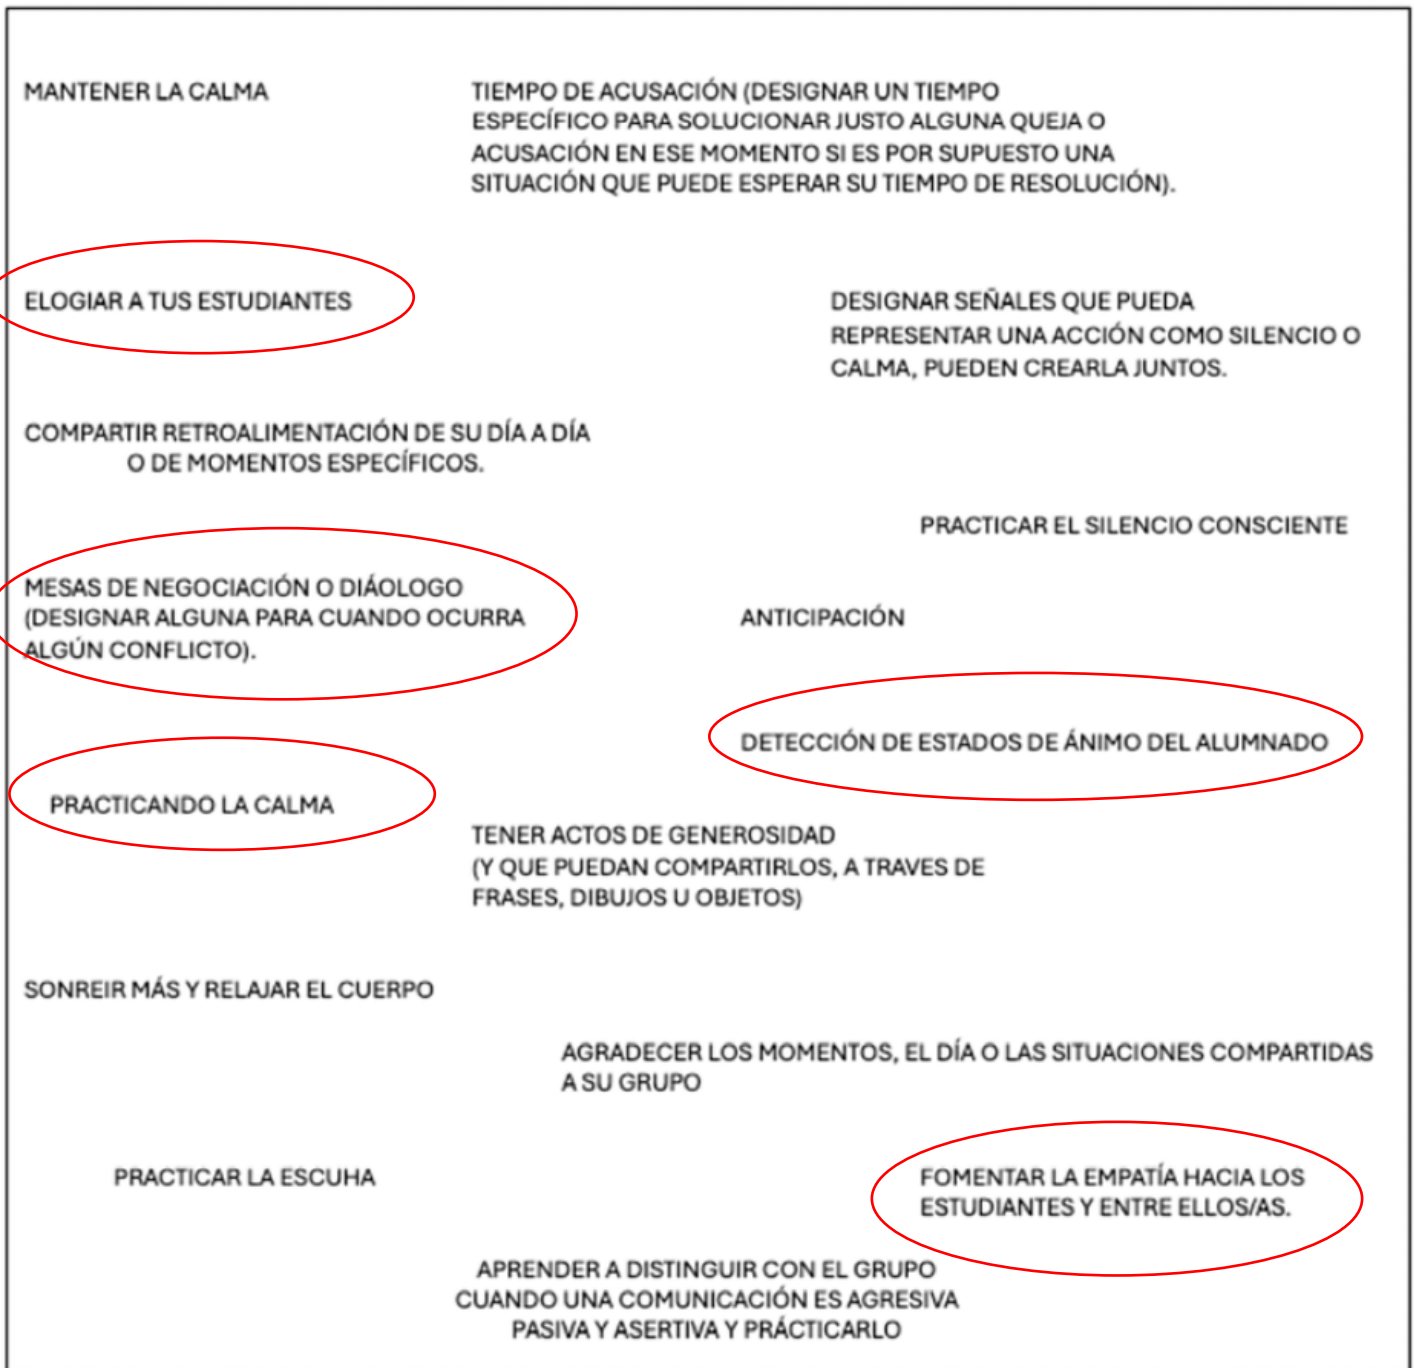 MANTENER LA CALMA
TIEMPO DE ACUSACIÓN (DESIGNAR UN TIEMPO
ESPECÍFICO PARA SOLUCIONAR JUSTO ALGUNA QUEJA O
ACUSACIÓN EN ESE MOMENTO SI ES POR SUPUESTO UNA
SITUACIÓN QUE PUEDE ESPERAR SU TIEMPO DE RESOLUCIÓN).
ELOGIAR A TUS ESTUDIANTES
DESIGNAR SEÑALES QUE PUEDA
REPRESENTAR UNA ACCIÓN COMO SILENCIO O
CALMA, PUEDEN CREARLA JUNTOS.
COMPARTIR RETROALIMENTACIÓN DE SU DÍA A DÍA
O DE MOMENTOS ESPECÍFICOS.
PRACTICAR EL SILENCIO CONSCIENTE
MESAS DE NEGOCIACIÓN O DIÁOLOGO
(DESIGNAR ALGUNA PARA CUANDO OCURRA
ALGÚN CONFLICTO).
ANTICIPACIÓN
DETECCIÓN DE ESTADOS DE ÁNIMO DEL ALUMNADO
PRACTICANDO LA CALMA
TENER ACTOS DE GENEROSIDAD
(Y QUE PUEDAN COMPARTIRLOS, A TRAVES DE
FRASES, DIBUJOS U OBJETOS)
SONREIR MÁS Y RELAJAR EL CUERPO
AGRADECER LOS MOMENTOS, EL DÍA O LAS SITUACIONES COMPARTIDAS
A SU GRUPO
PRACTICAR LA ESCUHA
FOMENTAR LA EMPATÍA HACIA LOS
ESTUDIANTES Y ENTRE ELLOS/AS.
APRENDER A DISTINGUIR CON EL GRUPO
CUANDO UNA COMUNICACIÓN ES AGRESIVA
PASIVA Y ASERTIVA Y PRÁCTICARLO